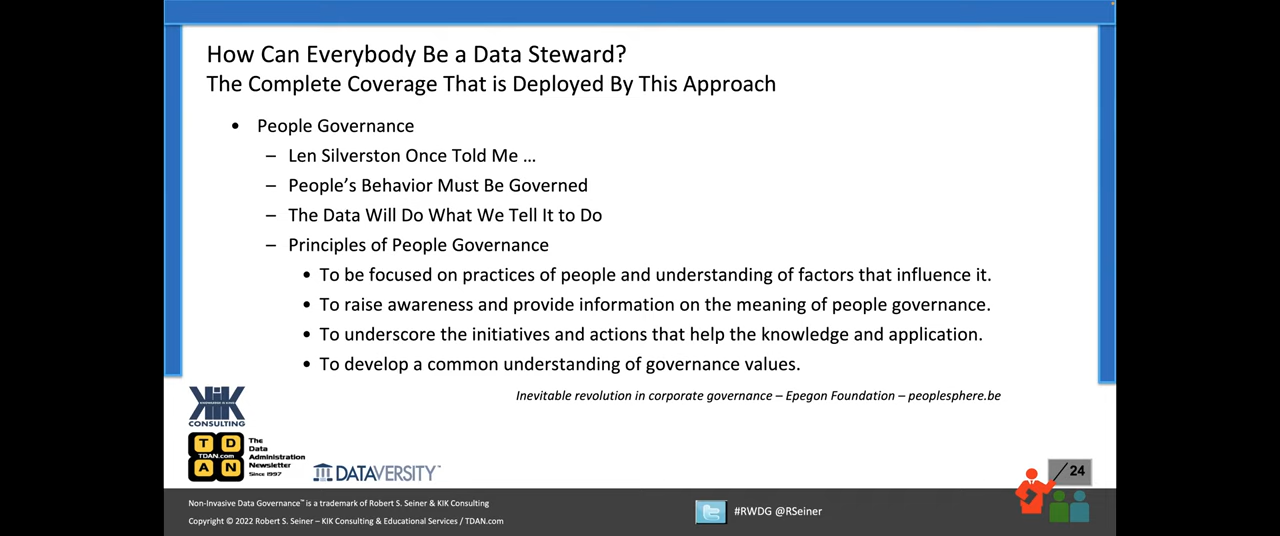 How Can Everybody Be a Data Steward?
The Complete Coverage That is Deployed By This Approach
• People Governance
– Len Silverston Once Told Me …
– People’s Behavior Must Be Governed
– The Data Will Do What We Tell It to Do
– Principles of People Governance
• To be focused on practices of people and understanding of factors that influence it.
• To raise awareness and provide information on the meaning of people governance.
• To underscore the initiatives and actions that help the knowledge and application.
• To develop a common understanding of governance values.
Inevitable revolution in corporate governance – Epegon Foundation – peoplesphere.be
KIK
CONSULTING
T D
TDAN.com
A N
The
Data
Administration
Newsletter
Since 1997
DATAVERSITY™
24
Non-Invasive Data Governance™ is a trademark of Robert S. Seiner & KIK Consulting
Copyright © 2022 Robert S. Seiner – KIK Consulting & Educational Services / TDAN.com
#RWDG @RSeiner